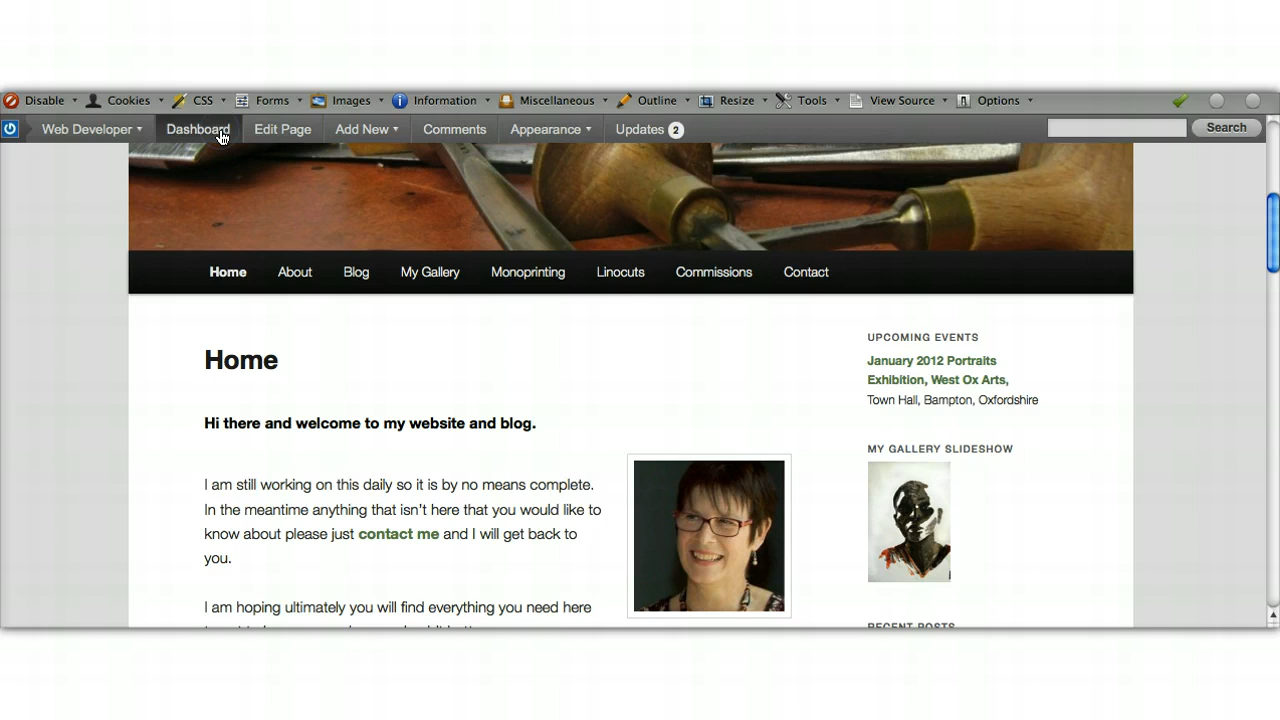 Disable Cookies CSS Forms Images Information Miscellaneous Outline Resize Tools View Source Options
Web Developer Dashboard Edit Page Add New Comments Appearance Updates 2 Search
Home About Blog My Gallery Monoprinting Linocuts Commissions Contact
Home
Hi there and welcome to my website and blog.
I am still working on this daily so it is by no means complete.
In the meantime anything that isn't here that you would like to
know about please just contact me and I will get back to
you.
I am hoping ultimately you will find everything you need here
UPCOMING EVENTS
January 2012 Portraits
Exhibition, West Ox Arts,
Town Hall, Bampton, Oxfordshire
MY GALLERY SLIDESHOW
RECENT POSTS